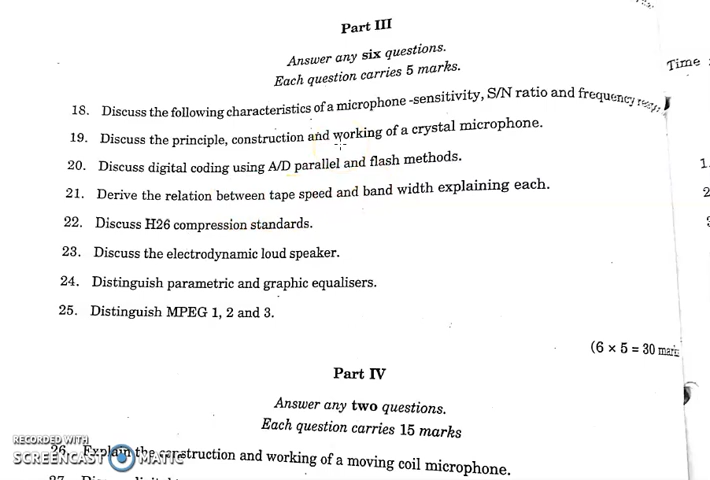 Part III
Answer any six questions.
Each question carries 5 marks.
Time :
18. Discuss the following characteristics of a microphone -sensitivity, S/N ratio and frequency
19. Discuss the principle, construction and working of a crystal microphone.
20. Discuss digital coding using A/D parallel and flash methods.
21. Derive the relation between tape speed and band width explaining each.
22. Discuss H26 compression standards.
23. Discuss the electrodynamic loud speaker.
24. Distinguish parametric and graphic equalisers.
25. Distinguish MPEG 1, 2 and 3.
1.
2
(6 × 5 = 30 marks
Part IV
Answer any two questions.
Each question carries 15 marks
26. Explain the construction and working of a moving coil microphone.
RECORDED WITH
SCREENCAST MATIC